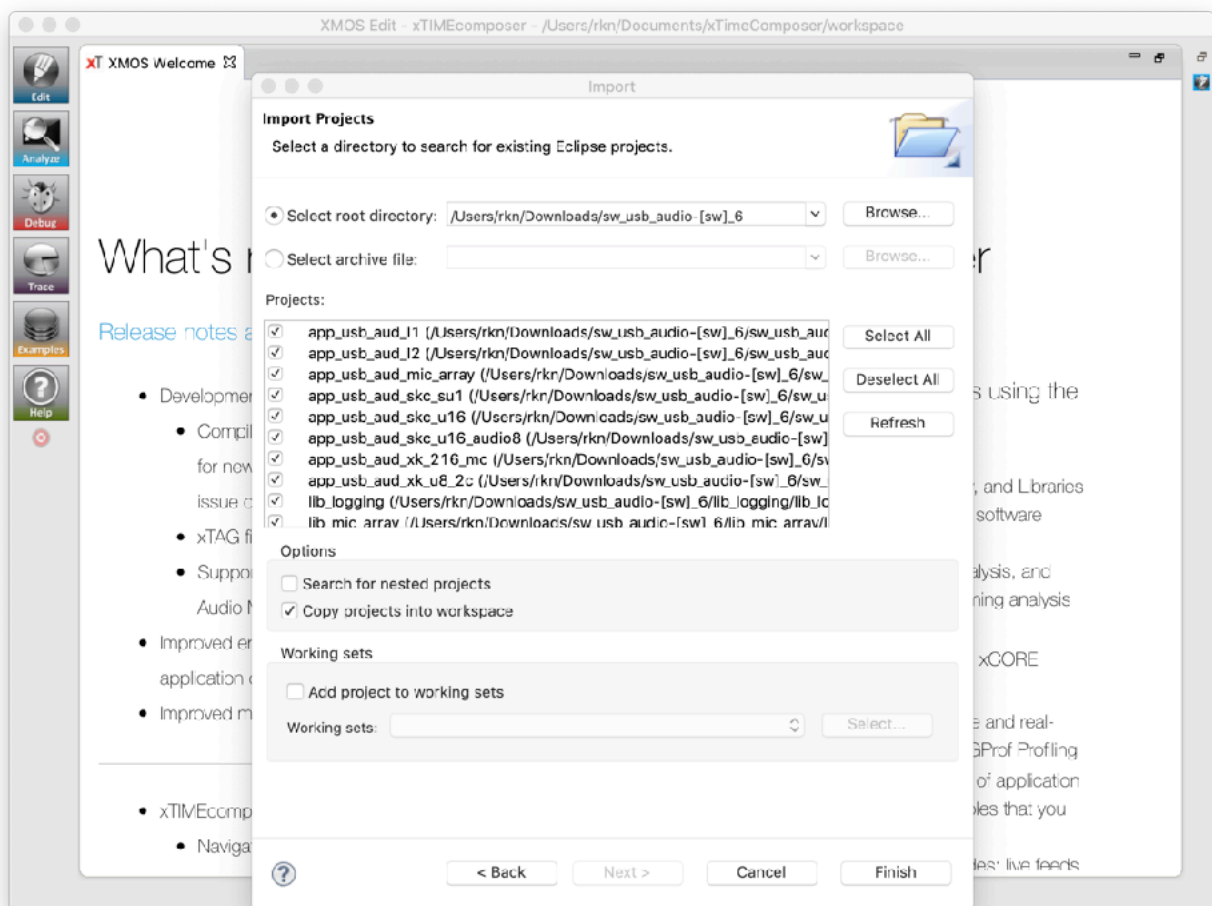 XMOS Edit - xTIMEcomposer - /Users/rkn/Documents/xTimeComposer/workspace
xT XMOS Welcome
Edit
Analyze
Debug
Trace
Examples
Help
Import
Import Projects
Select a directory to search for existing Eclipse projects.
Select root directory: /Users/rkn/Downloads/sw_usb_audio-[sw]_6 Browse...
Select archive file: Browse...
Projects:
app_usb_aud_l1 (/Users/rkn/Downloads/sw_usb_audio-[sw]_6/sw_usb_aud
app_usb_aud_l2 (/Users/rkn/Downloads/sw_usb_audio-[sw]_6/sw_usb_aud
app_usb_aud_mic_array (/Users/rkn/Downloads/sw_usb_audio-[sw]_6/sw_
app_usb_aud_skc_su1 (/Users/rkn/Downloads/sw_usb_audio-[sw]_6/sw_u
app_usb_aud_skc_u16 (/Users/rkn/Downloads/sw_usb_audio-[sw]_6/sw_u
app_usb_aud_skc_u16_audio8 (/Users/rkn/Downloads/sw_usb_audio-[sw]
app_usb_aud_xk_216_mc (/Users/rkn/Downloads/sw_usb_audio-[sw]_6/sw
app_usb_aud_xk_u8_2c (/Users/rkn/Downloads/sw_usb_audio-[sw]_6/sw_
lib_logging (/Users/rkn/Downloads/sw_usb_audio-[sw]_6/lib_logging/lib_lo
lib_mic_array (/Users/rkn/Downloads/sw_usb_audio-[sw]_6/lib_mic_array/l
Select All
Deselect All
Refresh
Options
Search for nested projects
Copy projects into workspace
Working sets
Add project to working sets
Working sets: Select...
< Back Next > Cancel Finish
What's
Release notes a
Developmer
Compil
for new
issue
xTAG fi
Suppor
Audio
Improved er
application
Improved m
xTIMEcomp
Naviga
s using the
, and Libraries
software
alysis, and
ning analysis
xCORE
e and real-
GProf Profiling
of application
ples that you
des: live feeds